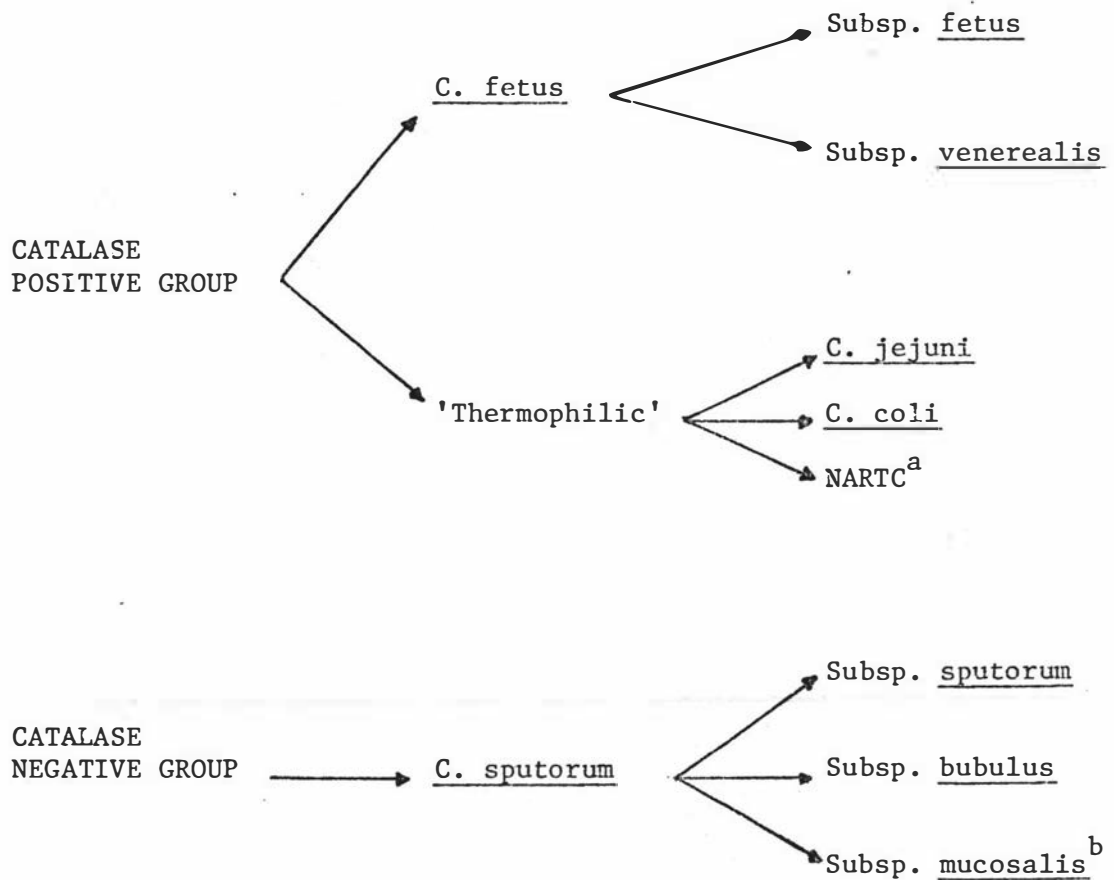 Subsp. fetus
C. fetus
Subsp. venerealis
CATALASE
POSITIVE GROUP
C. jejuni
'Thermophilic'
C. coli
NARTCa
Subsp. sputorum
CATALASE
NEGATIVE GROUP
C. sputorum
Subsp. bubulus
Subsp. mucosalisb